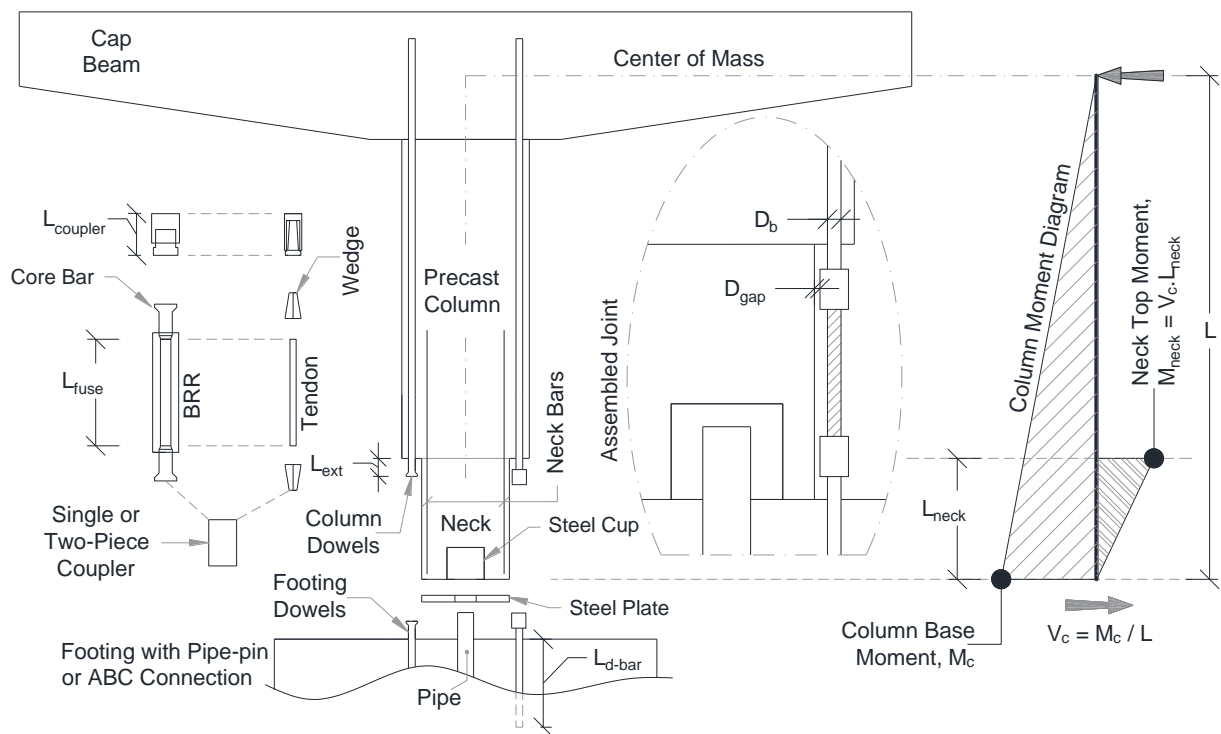 Cap
Beam
Center of Mass
L_coupler
Core Bar
Wedge
Precast
Column
L_fuse
BRR
Tendon
L_ext
Neck Bars
Single or
Two-Piece
Coupler
Column
Dowels
Neck
Steel Cup
Footing
Dowels
Steel Plate
Footing with Pipe-pin
or ABC Connection
Pipe
L_d-bar
Assembled Joint
D_b
D_gap
Column Moment Diagram
Neck Top Moment,
M_neck = V_c.L_neck
L
L_neck
Column Base
Moment, M_c
V_c = M_c / L